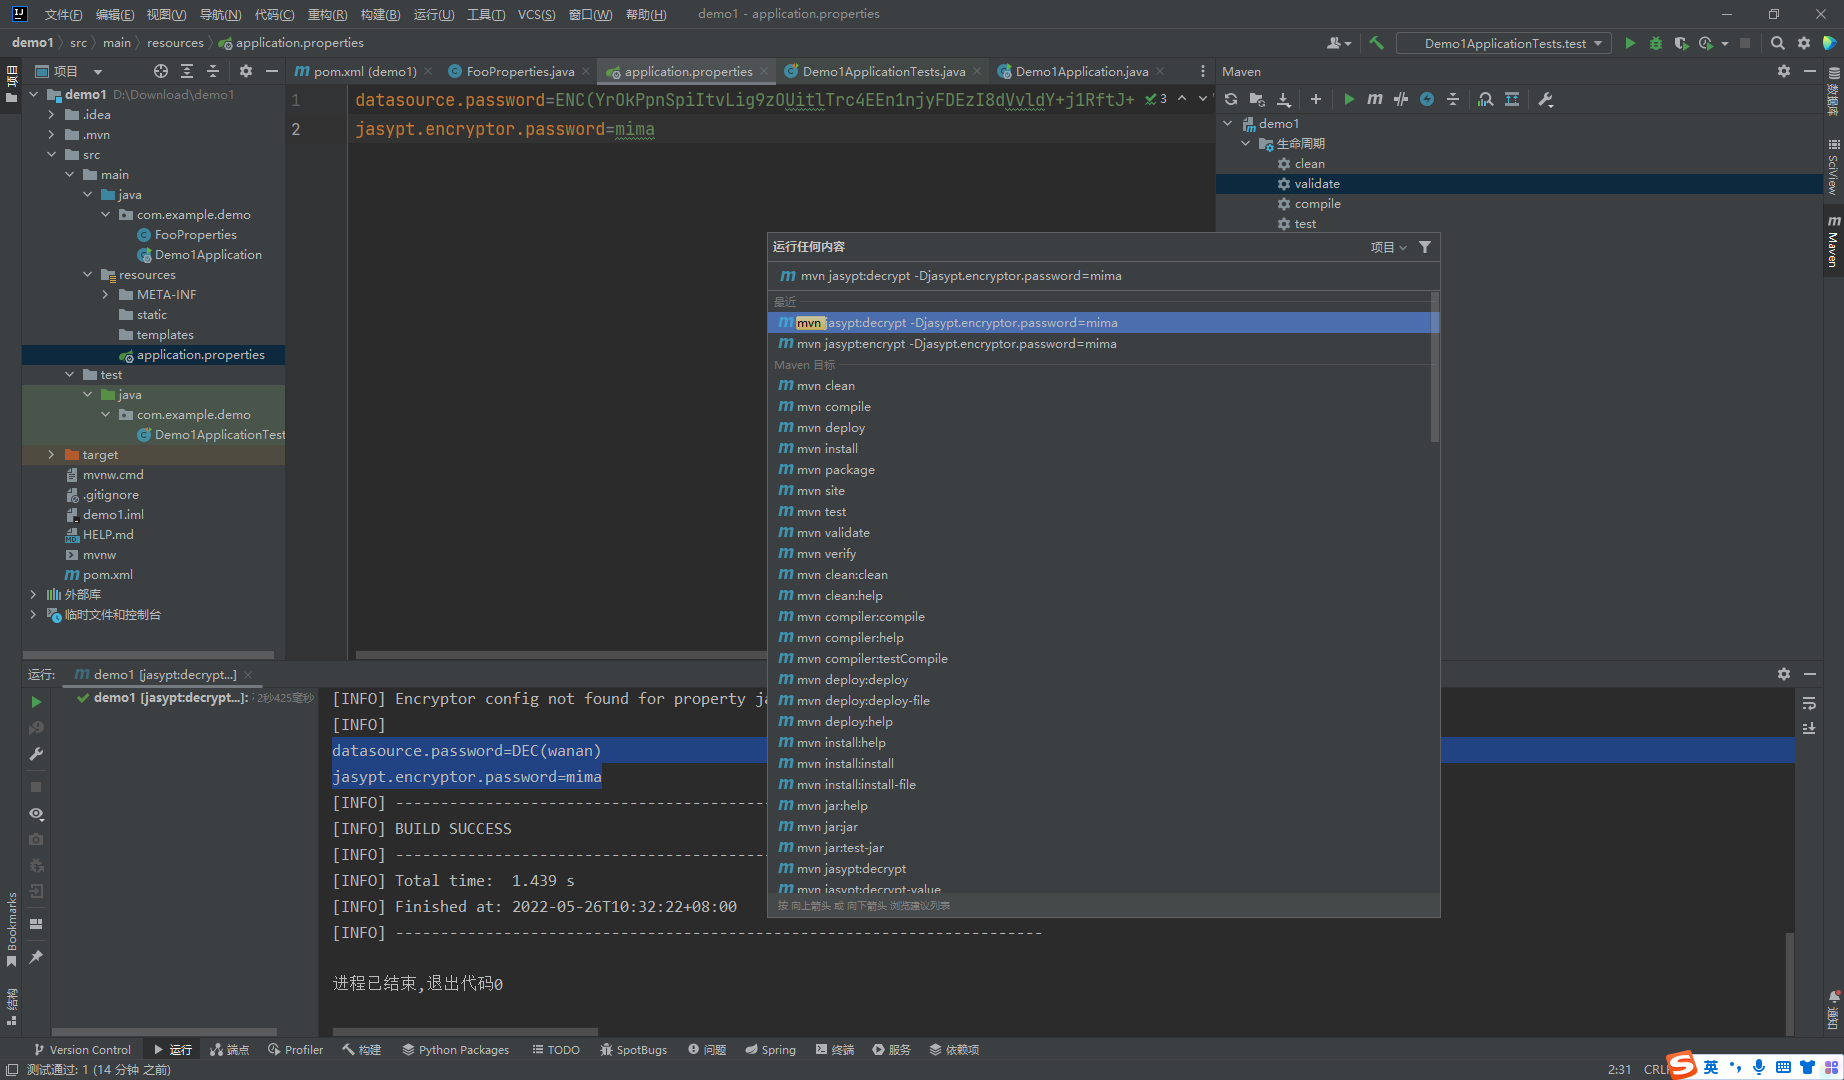 文件(F) 编辑(E) 视图(V) 导航(N) 代码(C) 重构(R) 构建(B) 运行(U) 工具(T) VCS(S) 窗口(W) 帮助(H) demo1 - application.properties
demo1 src main resources application.properties
Demo1ApplicationTests.test
项目
pom.xml (demo1) FooProperties.java application.properties Demo1ApplicationTests.java Demo1Application.java
Maven
项目
demo1 D:\Download\demo1
.idea
.mvn
src
main
java
com.example.demo
FooProperties
Demo1Application
resources
META-INF
static
templates
application.properties
test
java
com.example.demo
Demo1ApplicationTest
target
mvnw.cmd
.gitignore
demo1.iml
HELP.md
mvnw
pom.xml
外部库
临时文件和控制台
1 datasource.password=ENC(YrOkPpnSpiItvLig9zOUitlTrc4EEn1njyFDEzI8dVvldY+j1RftJ+ 3
2 jasypt.encryptor.password=mima
demo1
生命周期
clean
validate
compile
test
数据库
SciView
Maven
通知
运行任何内容 项目
mvn jasypt:decrypt -Djasypt.encryptor.password=mima
最近
mvn jasypt:decrypt -Djasypt.encryptor.password=mima
mvn jasypt:encrypt -Djasypt.encryptor.password=mima
Maven 目标
mvn clean
mvn compile
mvn deploy
mvn install
mvn package
mvn site
mvn test
mvn validate
mvn verify
mvn clean:clean
mvn clean:help
mvn compiler:compile
mvn compiler:help
mvn compiler:testCompile
mvn deploy:deploy
mvn deploy:deploy-file
mvn deploy:help
mvn install:help
mvn install:install
mvn install:install-file
mvn jar:help
mvn jar:jar
mvn jar:test-jar
mvn jasypt:decrypt
mvn jasypt:decrypt-value
按 向上箭头 或 向下箭头 浏览建议列表
运行: demo1 [jasypt:decrypt...]
demo1 [jasypt:decrypt...]: 2秒425毫秒
[INFO] Encryptor config not found for property ja
[INFO]
datasource.password=DEC(wanan)
jasypt.encryptor.password=mima
[INFO] -----------------------------------------
[INFO] BUILD SUCCESS
[INFO] -----------------------------------------
[INFO] Total time:  1.439 s
[INFO] Finished at: 2022-05-26T10:32:22+08:00
[INFO] ------------------------------------------------------------------------
进程已结束,退出代码0
Bookmarks
结构
Version Control 运行 端点 Profiler 构建 Python Packages TODO SpotBugs 问题 Spring 终端 服务 依赖项
测试通过: 1 (14 分钟 之前)
2:31 CRL
英